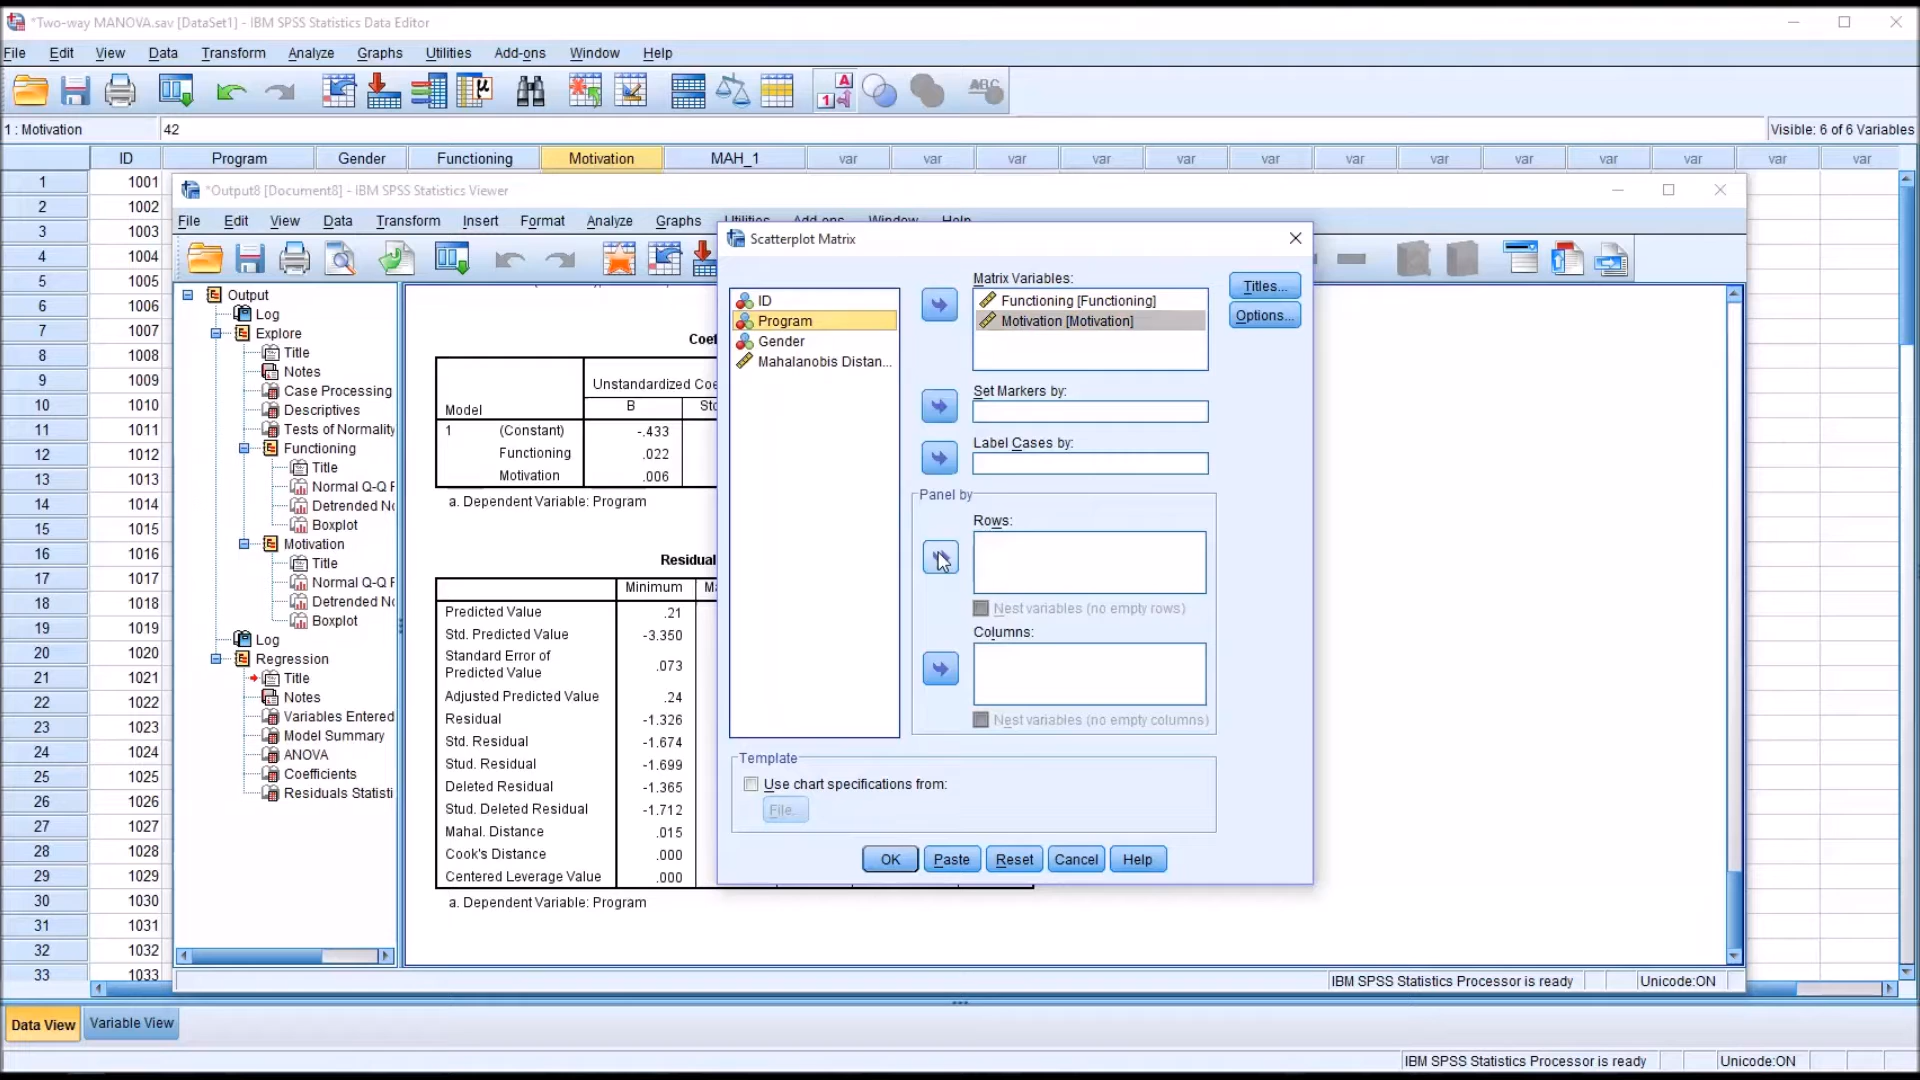 *Two-way MANOVA.sav [DataSet1] - IBM SPSS Statistics Data Editor
File Edit View Data Transform Analyze Graphs Utilities Add-ons Window Help
1 : Motivation 42 Visible: 6 of 6 Variables
ID Program Gender Functioning Motivation MAH_1 var var var var var var var var var var var var var
1 1001
2 1002
3 1003
4 1004
5 1005
6 1006
7 1007
8 1008
9 1009
10 1010
11 1011
12 1012
13 1013
14 1014
15 1015
16 1016
17 1017
18 1018
19 1019
20 1020
21 1021
22 1022
23 1023
24 1024
25 1025
26 1026
27 1027
28 1028
29 1029
30 1030
31 1031
32 1032
33 1033
*Output8 [Document8] - IBM SPSS Statistics Viewer
File Edit View Data Transform Insert Format Analyze Graphs Utilities Add-ons Window Help
Output
Log
Explore
Title
Notes
Case Processing
Descriptives
Tests of Normality
Functioning
Title
Normal Q-Q P
Detrended No
Boxplot
Motivation
Title
Normal Q-Q P
Detrended No
Boxplot
Log
Regression
Title
Notes
Variables Entered
Model Summary
ANOVA
Coefficients
Residuals Statisti
Coef
Unstandardized Coe
Model B Std
1 (Constant) -.433
Functioning .022
Motivation .006
a. Dependent Variable: Program
Residual
Minimum Ma
Predicted Value .21
Std. Predicted Value -3.350
Standard Error of
Predicted Value .073
Adjusted Predicted Value .24
Residual -1.326
Std. Residual -1.674
Stud. Residual -1.699
Deleted Residual -1.365
Stud. Deleted Residual -1.712
Mahal. Distance .015
Cook's Distance .000
Centered Leverage Value .000
a. Dependent Variable: Program
Scatterplot Matrix
ID
Program
Gender
Mahalanobis Distan...
Matrix Variables:
Functioning [Functioning]
Motivation [Motivation]
Titles...
Options...
Set Markers by:
Label Cases by:
Panel by
Rows:
Nest variables (no empty rows)
Columns:
Nest variables (no empty columns)
Template
Use chart specifications from:
File...
OK Paste Reset Cancel Help
IBM SPSS Statistics Processor is ready Unicode:ON
Data View Variable View
IBM SPSS Statistics Processor is ready Unicode:ON